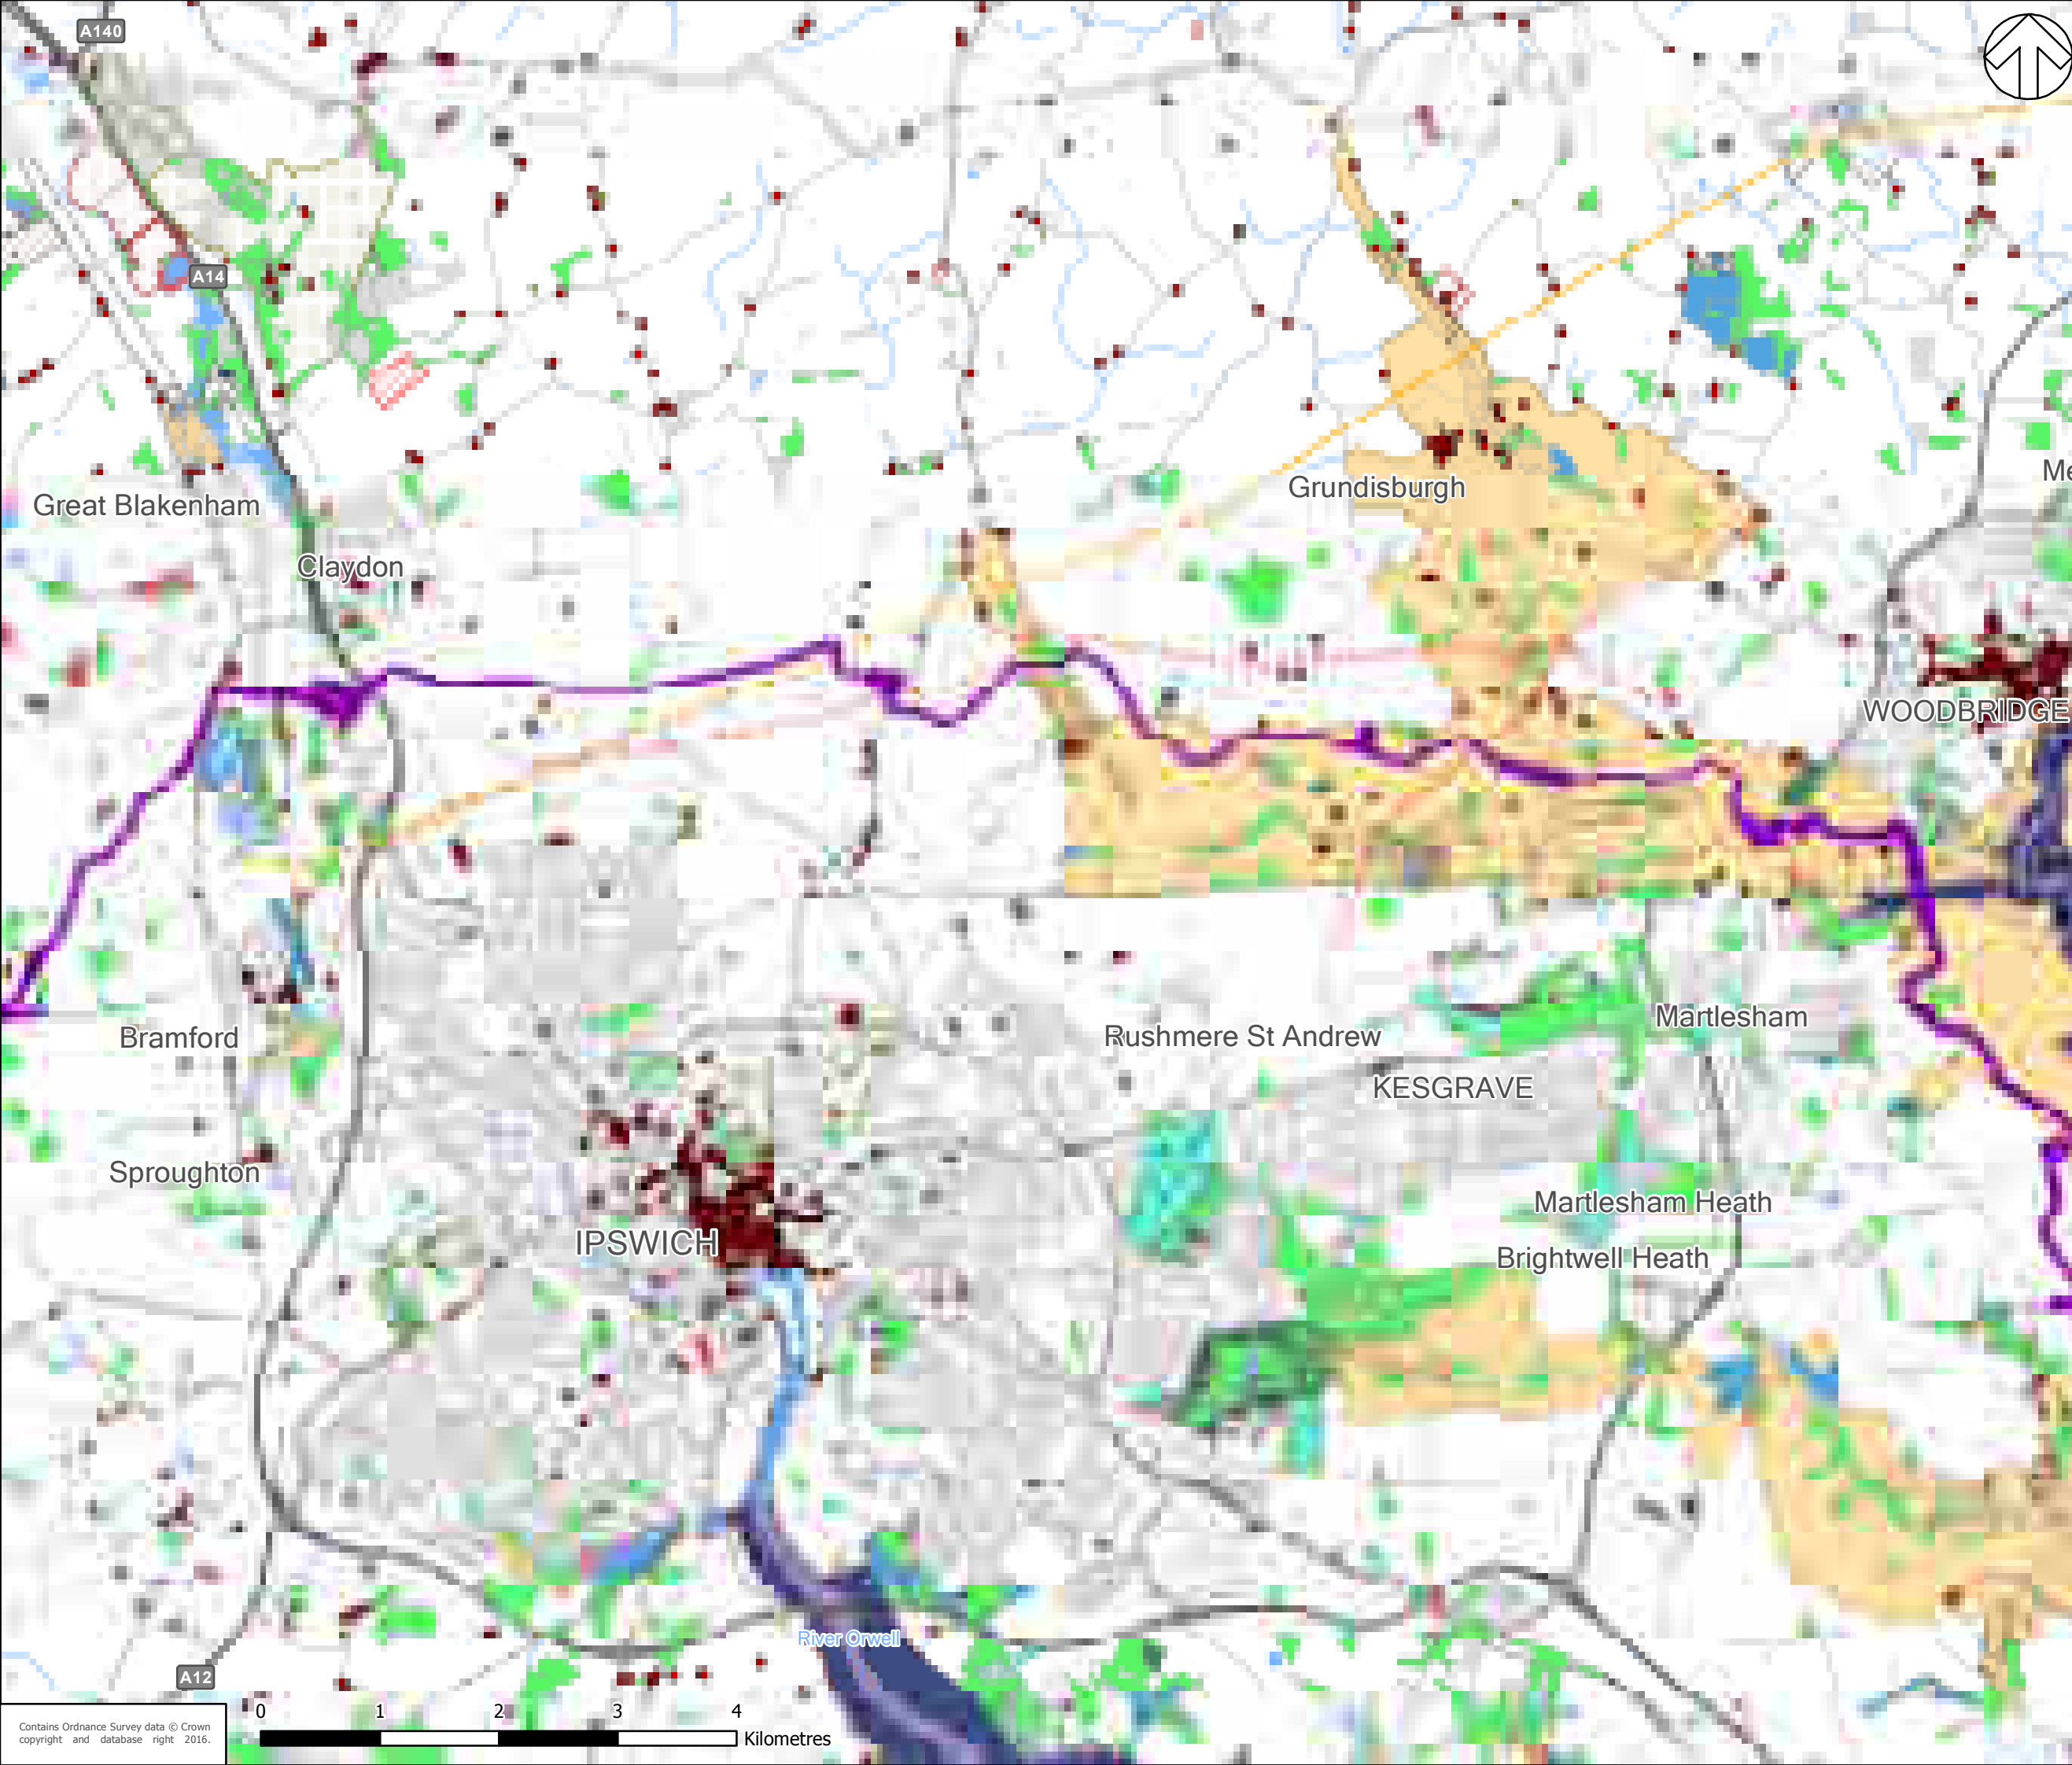 A140
A14
Grundisburgh
Me
Great Blakenham
Claydon
WOODBRIDGE
Martlesham
Bramford
Rushmere St Andrew
KESGRAVE
Sproughton
Martlesham Heath
IPSWICH
Brightwell Heath
River Orwell
A12
0 1 2 3 4
Kilometres
Contains Ordnance Survey data © Crown
copyright and database right 2016.